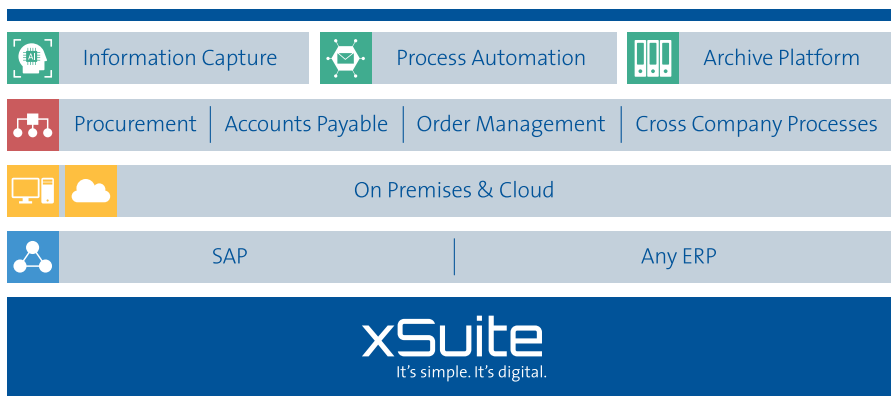 AI
Information Capture
Process Automation
Archive Platform
Procurement
Accounts Payable
Order Management
Cross Company Processes
On Premises & Cloud
SAP
Any ERP
xSuite
It's simple. It's digital.